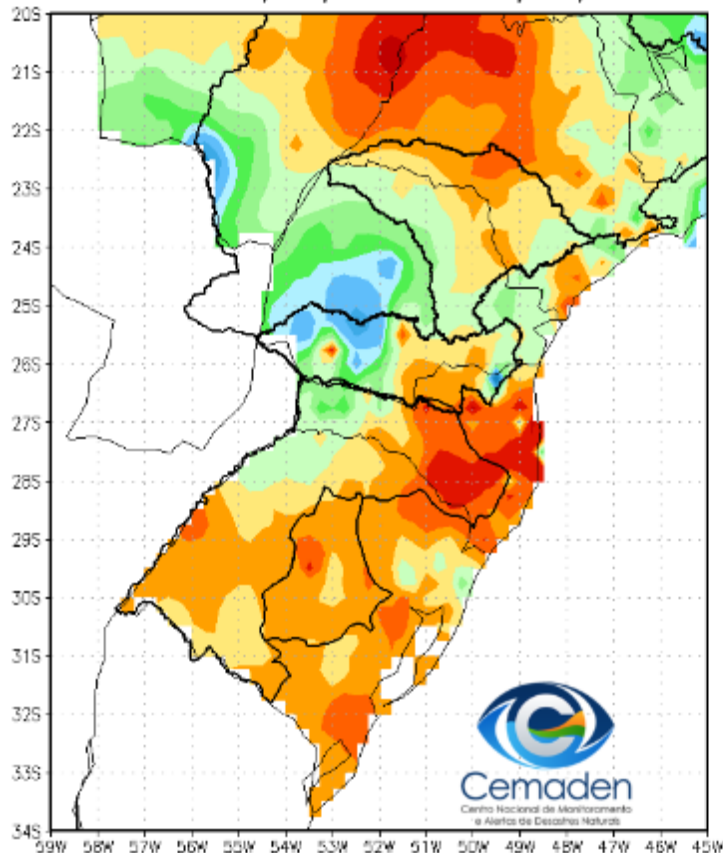 20S
21S
22S
23S
24S
25S
26S
27S
28S
29S
30S
31S
32S
33S
34S
59W 58W 57W 56W 55W 54W 53W 52W 51W 50W 49W 48W 47W 46W 45W
Cemaden
Centro Nacional de Monitoramento
e Alertas de Desastres Naturais